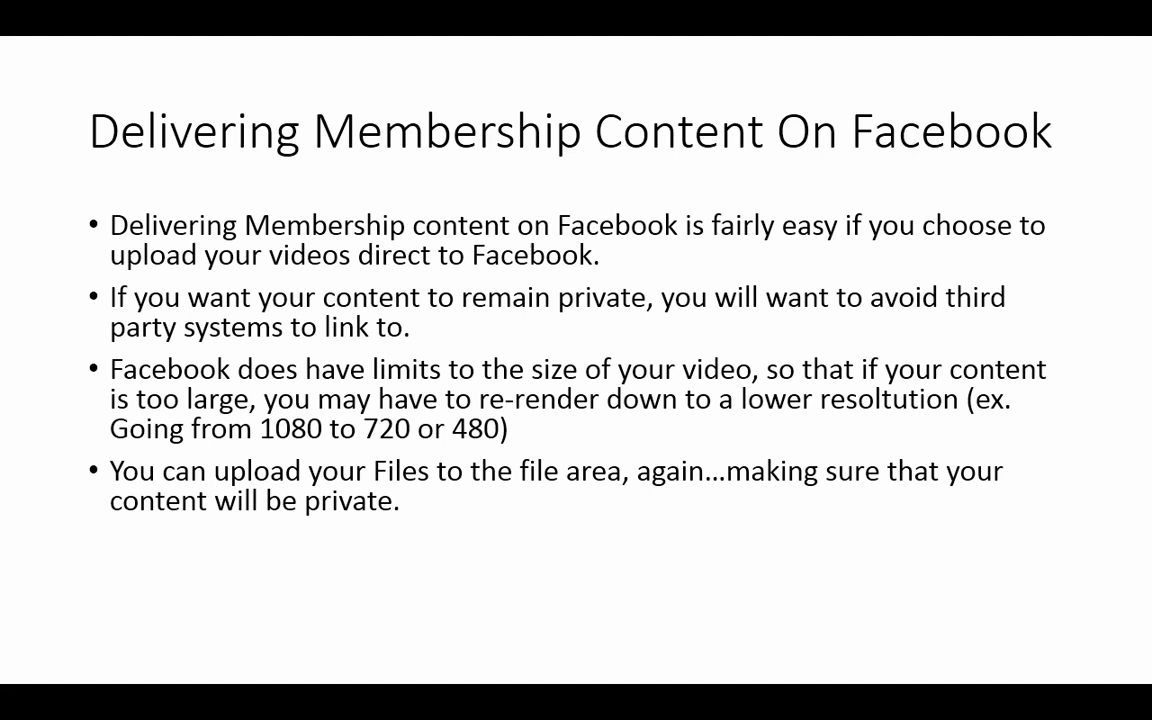 Delivering Membership Content On Facebook
• Delivering Membership content on Facebook is fairly easy if you choose to
upload your videos direct to Facebook.
• If you want your content to remain private, you will want to avoid third
party systems to link to.
• Facebook does have limits to the size of your video, so that if your content
is too large, you may have to re-render down to a lower resoltution (ex.
Going from 1080 to 720 or 480)
• You can upload your Files to the file area, again...making sure that your
content will be private.